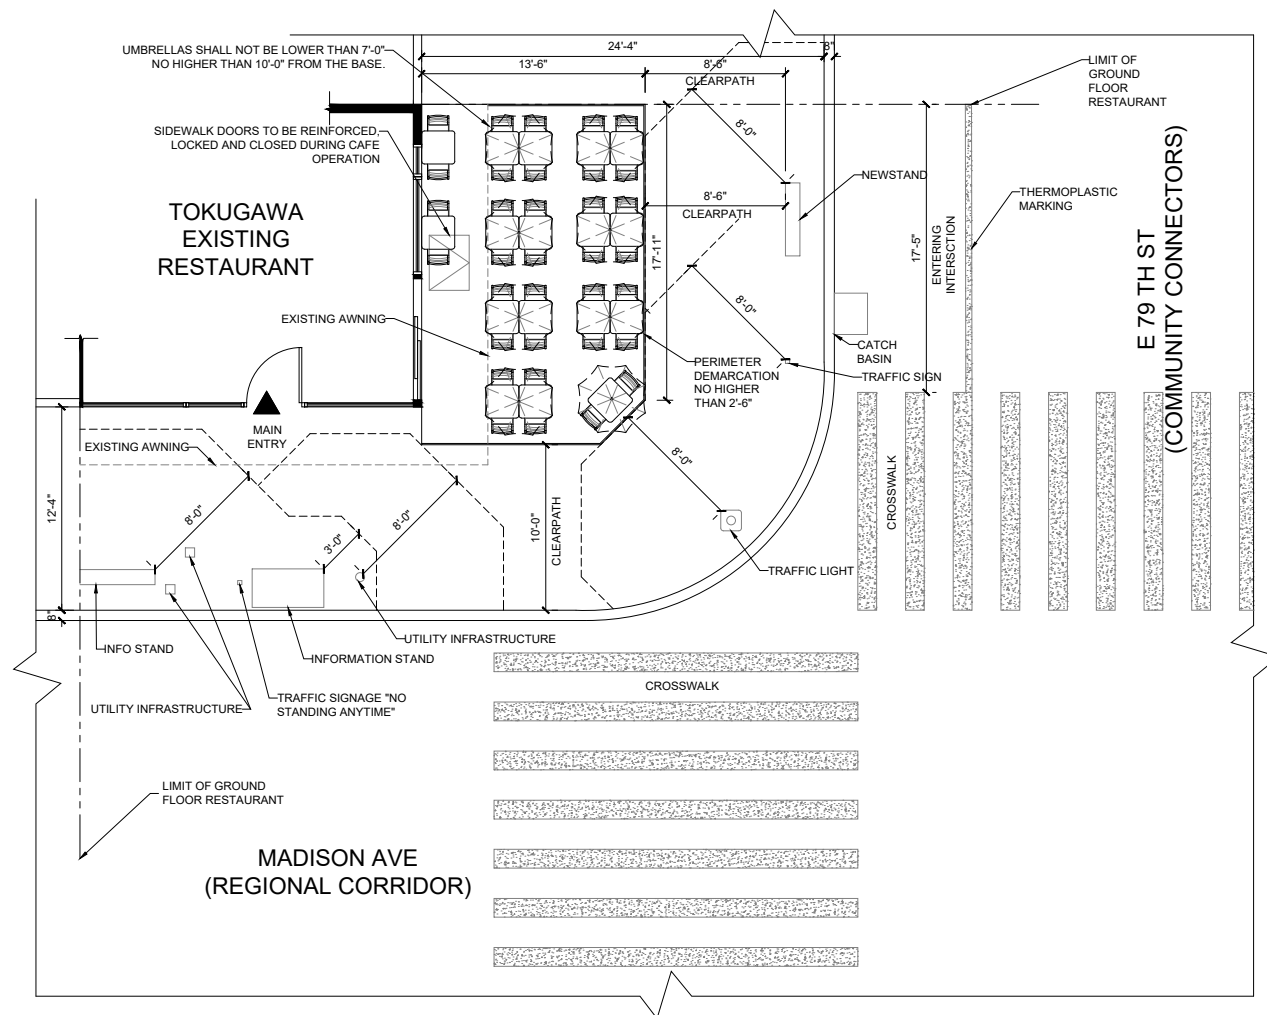 UMBRELLAS SHALL NOT BE LOWER THAN 7'-0"
NO HIGHER THAN 10'-0" FROM THE BASE.
24'-4"
8"
13'-6"
8'-6"
CLEARPATH
LIMIT OF
GROUND
FLOOR
RESTAURANT
SIDEWALK DOORS TO BE REINFORCED,
LOCKED AND CLOSED DURING CAFE
OPERATION
8'-0"
NEWSTAND
TOKUGAWA
EXISTING
RESTAURANT
8'-6"
CLEARPATH
THERMOPLASTIC
MARKING
17'-11"
17'-5"
ENTERING
INTERSCTION
E 79 TH ST
(COMMUNITY CONNECTORS)
EXISTING AWNING
8'-0"
CATCH
BASIN
TRAFFIC SIGN
PERIMETER
DEMARCATION
NO HIGHER
THAN 2'-6"
MAIN
ENTRY
EXISTING AWNING
8'-0"
CROSSWALK
12'-4"
8'-0"
3'-0"
8'-0"
10'-0"
CLEARPATH
TRAFFIC LIGHT
8"
INFO STAND
INFORMATION STAND
UTILITY INFRASTRUCTURE
CROSSWALK
UTILITY INFRASTRUCTURE
TRAFFIC SIGNAGE "NO
STANDING ANYTIME"
LIMIT OF GROUND
FLOOR RESTAURANT
MADISON AVE
(REGIONAL CORRIDOR)